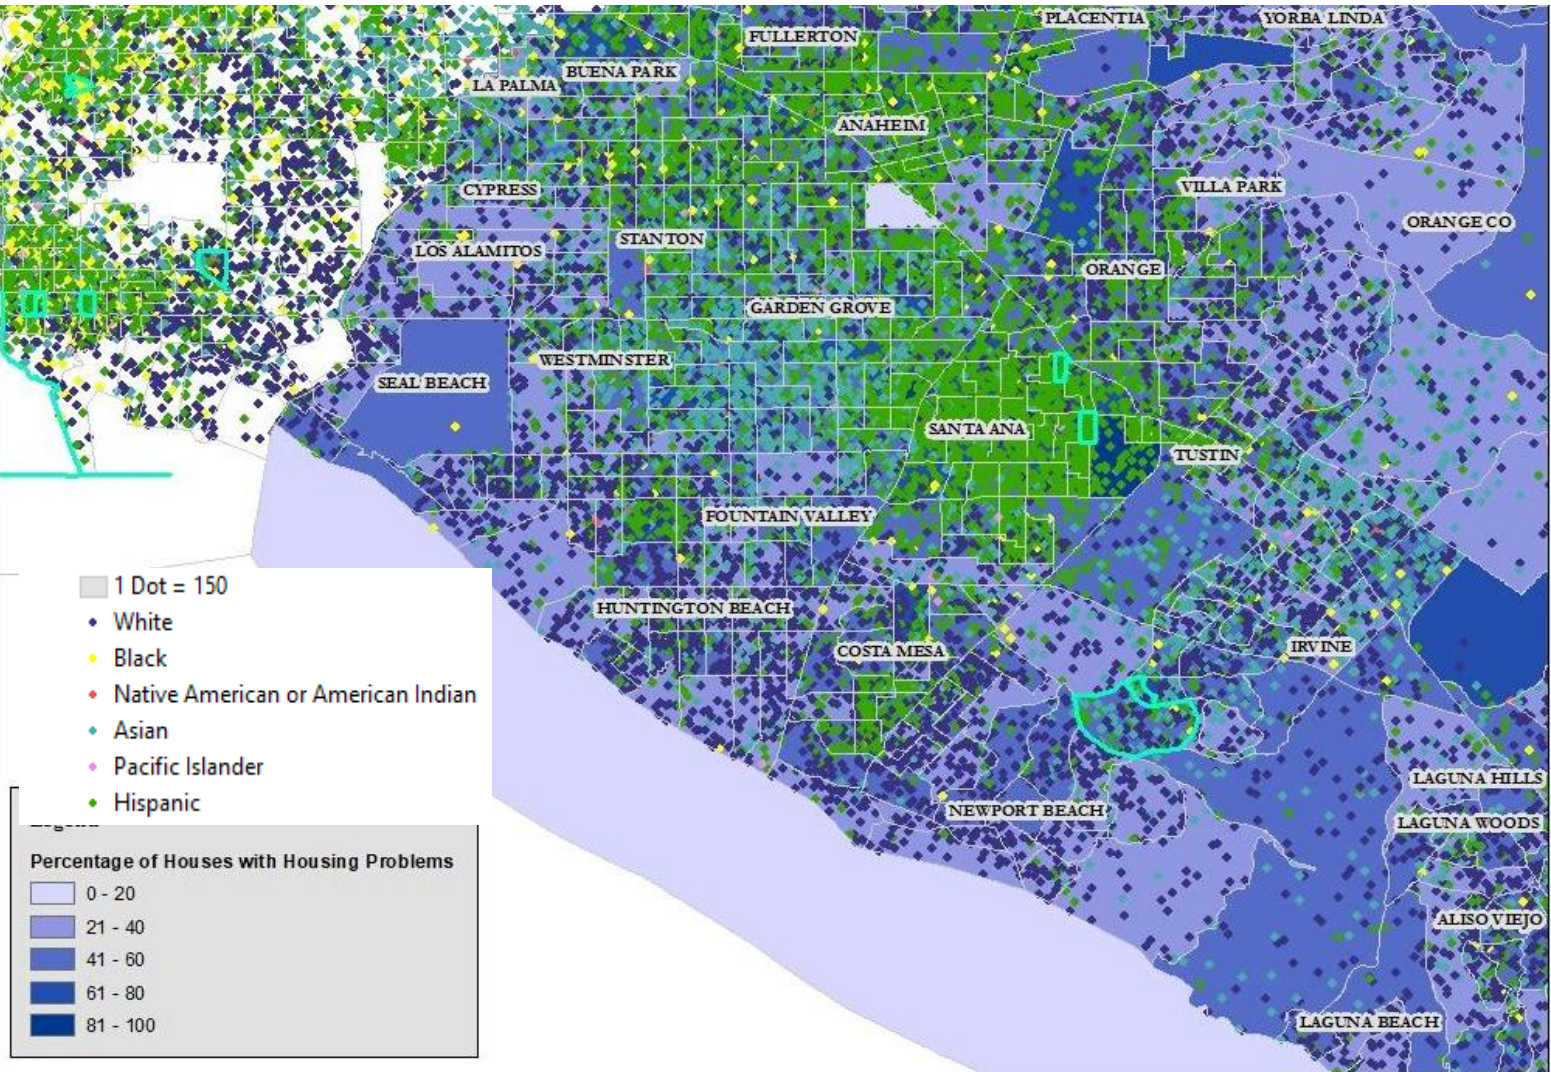 PLACENTIA
YORBA LINDA
FULLERTON
BUENA PARK
LA PALMA
ANAHEIM
CYPRESS
VILLA PARK
ORANGE CO
STANTON
LOS ALAMITOS
ORANGE
GARDEN GROVE
WESTMINSTER
SEAL BEACH
SANTA ANA
TUSTIN
FOUNTAIN VALLEY
HUNTINGTON BEACH
COSTA MESA
IRVINE
LAGUNA HILLS
NEWPORT BEACH
LAGUNA WOODS
ALISO VIEJO
LAGUNA BEACH
1 Dot = 150
White
Black
Native American or American Indian
Asian
Pacific Islander
Hispanic
Percentage of Houses with Housing Problems
0 - 20
21 - 40
41 - 60
61 - 80
81 - 100